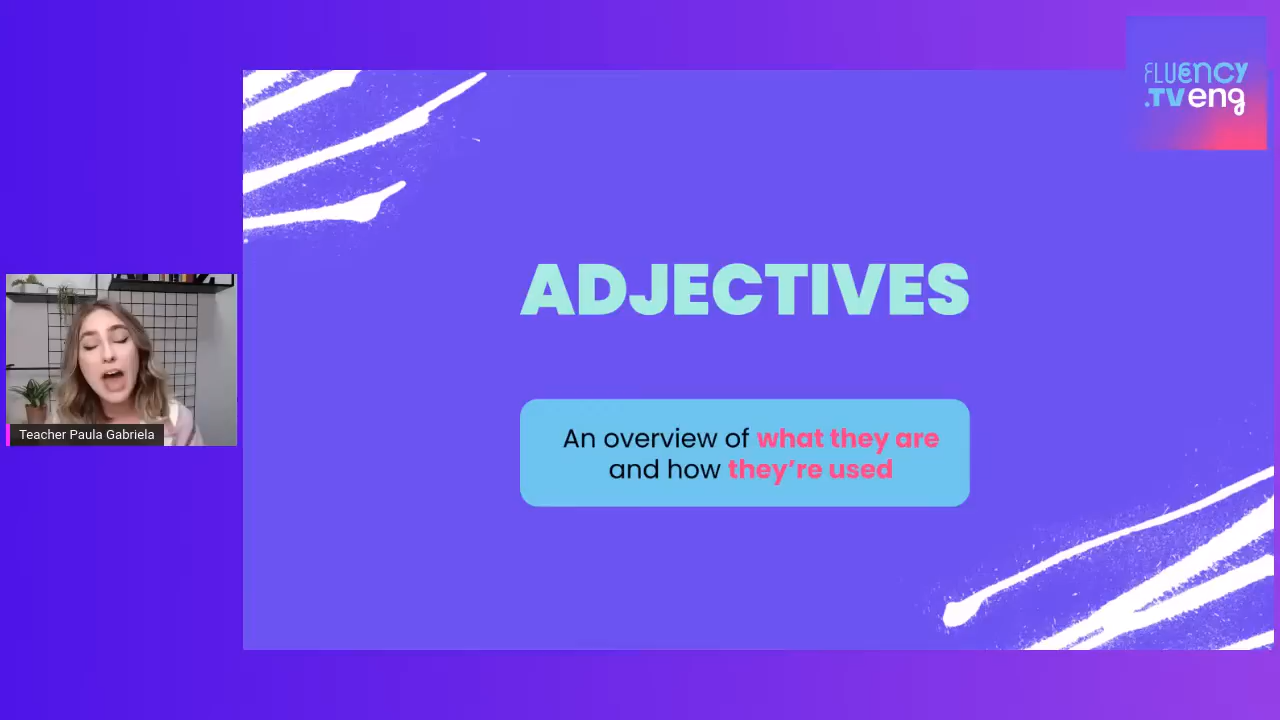 FLUENCY
.TV eng
ADJECTIVES
An overview of what they are
and how they're used
Teacher Paula Gabriela